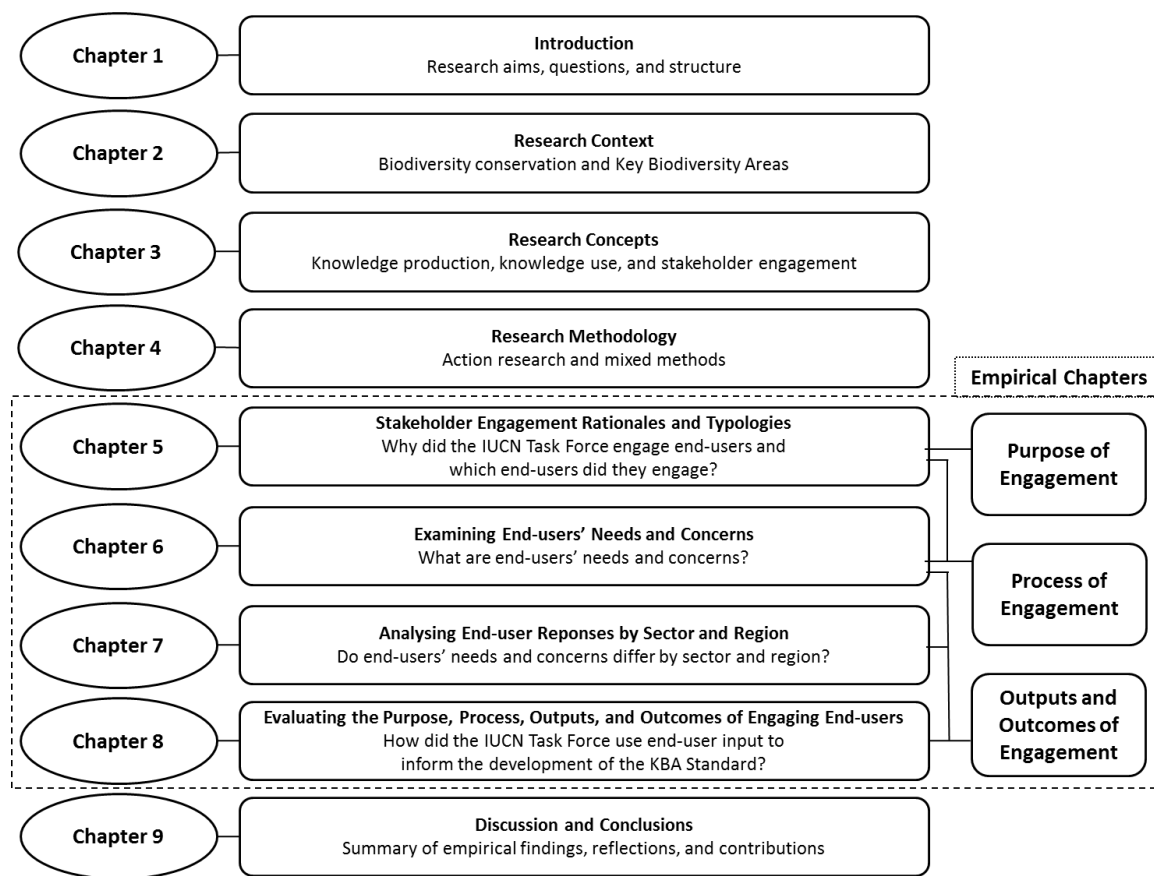 Chapter 1
Introduction
Research aims, questions, and structure
Chapter 2
Research Context
Biodiversity conservation and Key Biodiversity Areas
Chapter 3
Research Concepts
Knowledge production, knowledge use, and stakeholder engagement
Chapter 4
Research Methodology
Action research and mixed methods
Empirical Chapters
Chapter 5
Stakeholder Engagement Rationales and Typologies
Why did the IUCN Task Force engage end-users and
which end-users did they engage?
Purpose of
Engagement
Chapter 6
Examining End-users’ Needs and Concerns
What are end-users’ needs and concerns?
Process of
Engagement
Chapter 7
Analysing End-user Reponses by Sector and Region
Do end-users’ needs and concerns differ by sector and region?
Chapter 8
Evaluating the Purpose, Process, Outputs, and Outcomes of Engaging End-users
How did the IUCN Task Force use end-user input to
inform the development of the KBA Standard?
Outputs and
Outcomes of
Engagement
Chapter 9
Discussion and Conclusions
Summary of empirical findings, reflections, and contributions